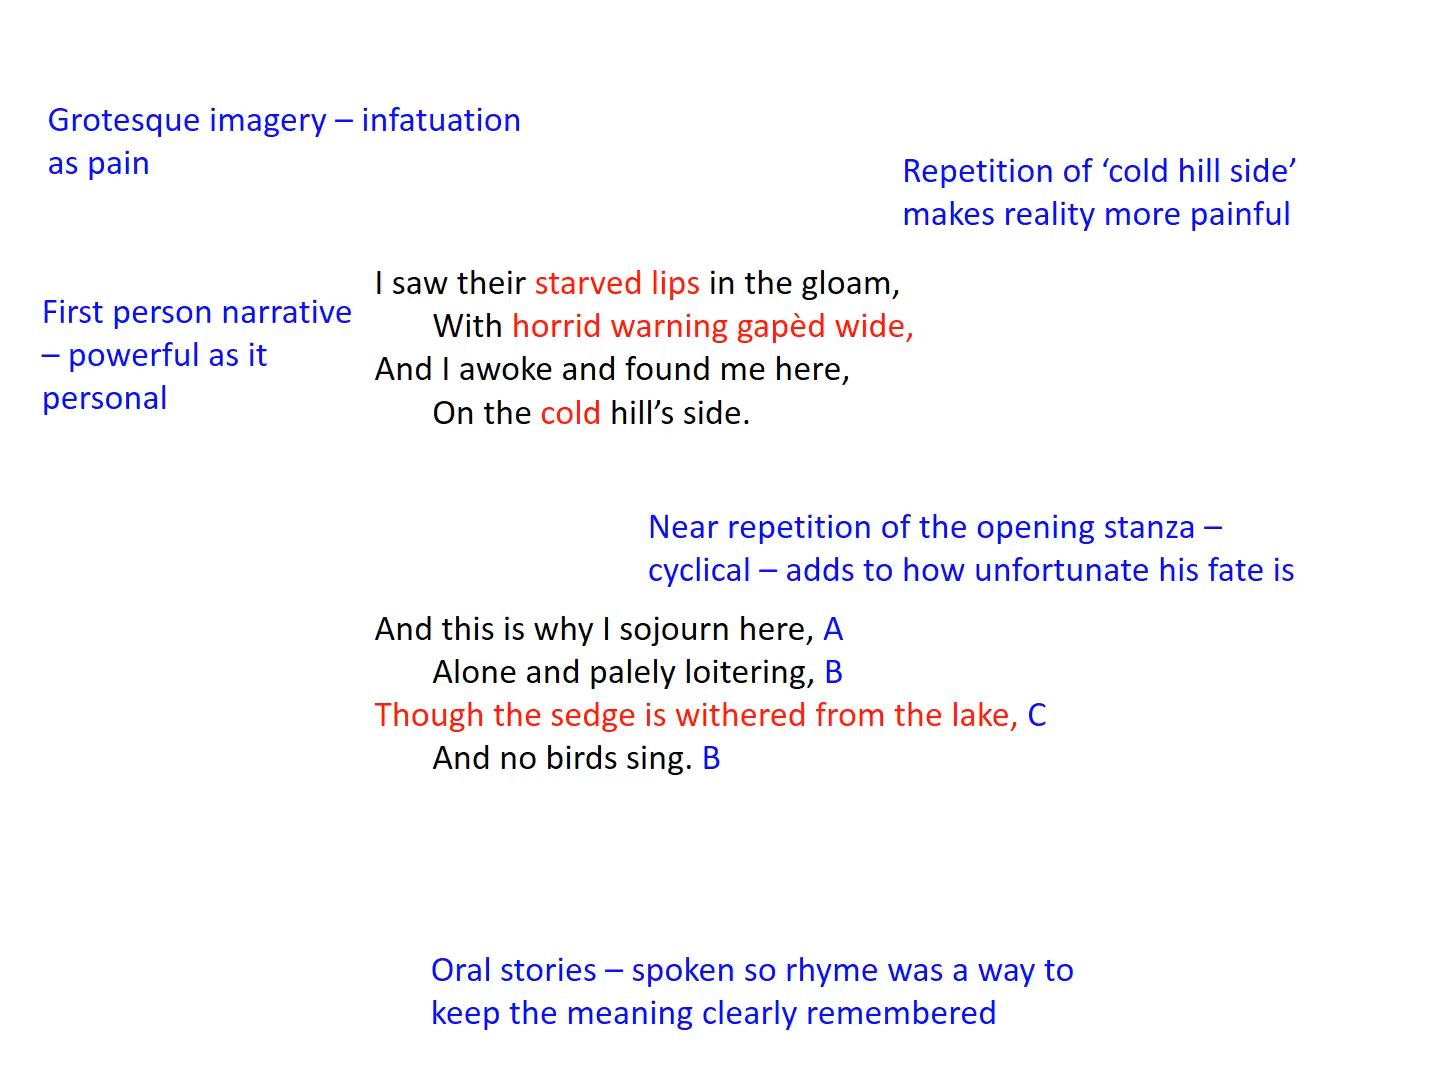 Grotesque imagery – infatuation
as pain
Repetition of ‘cold hill side’
makes reality more painful
First person narrative
– powerful as it
personal
I saw their starved lips in the gloam,
With horrid warning gapèd wide,
And I awoke and found me here,
On the cold hill’s side.
Near repetition of the opening stanza –
cyclical – adds to how unfortunate his fate is
And this is why I sojourn here, A
Alone and palely loitering, B
Though the sedge is withered from the lake, C
And no birds sing. B
Oral stories – spoken so rhyme was a way to
keep the meaning clearly remembered